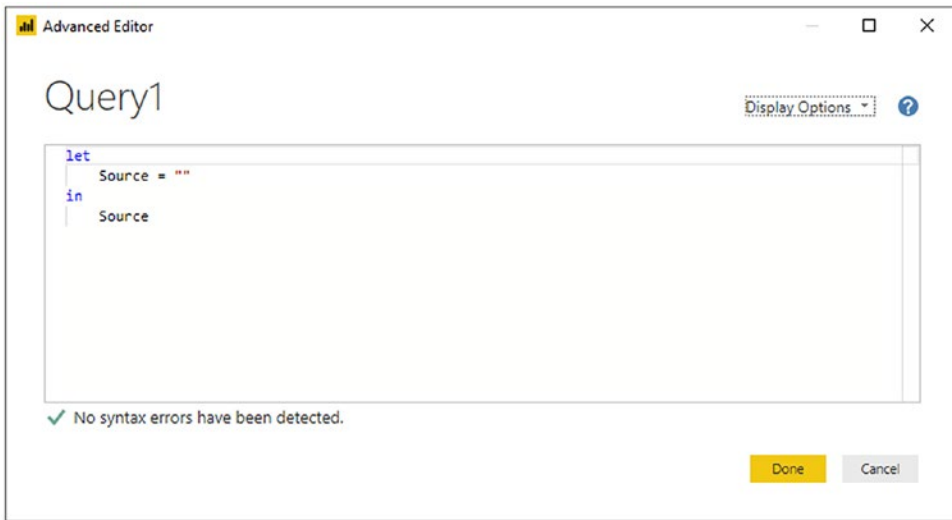 Advanced Editor
Query1
Display Options
?
let
Source = ""
in
Source
No syntax errors have been detected.
Done Cancel